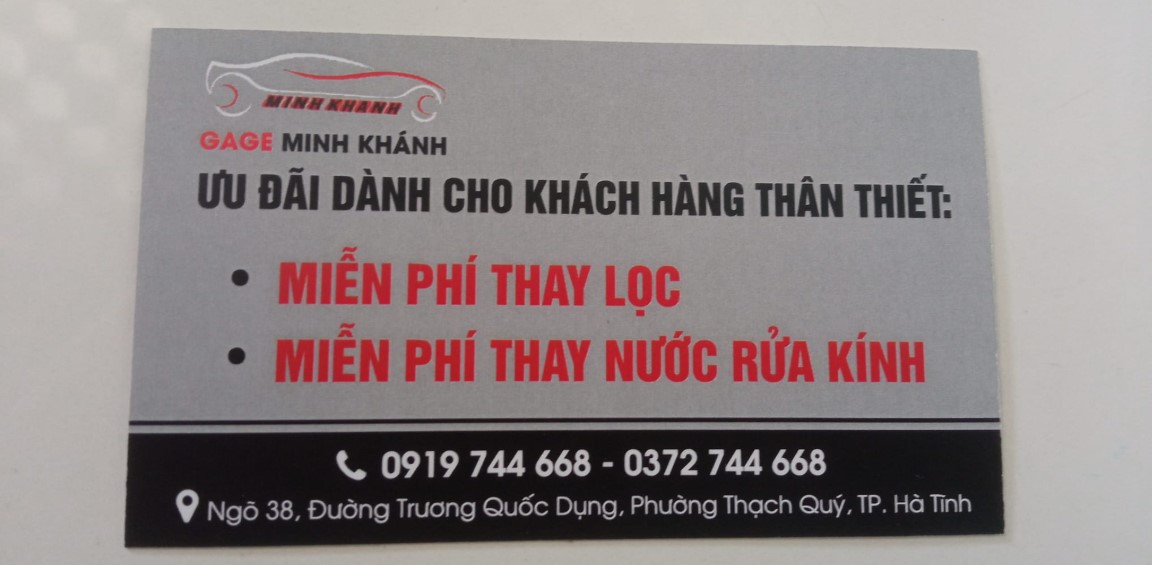 MINH KHANH
GAGE MINH KHÁNH
ƯU ĐÃI DÀNH CHO KHÁCH HÀNG THÂN THIẾT:
• MIỄN PHÍ THAY LỌC
• MIỄN PHÍ THAY NƯỚC RỬA KÍNH
0919 744 668 - 0372 744 668
Ngõ 38, Đường Trương Quốc Dụng, Phường Thạch Quý, TP. Hà Tĩnh